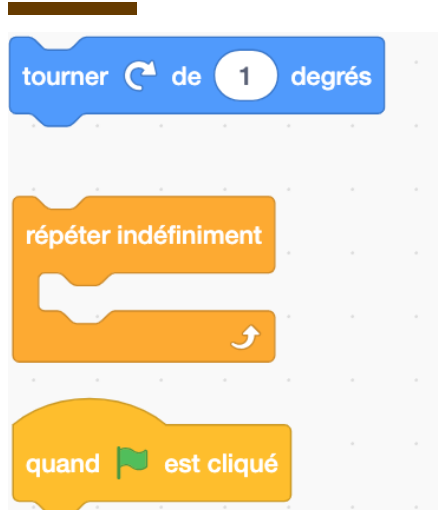 tourner de 1 degrés
répéter indéfiniment
quand est cliqué